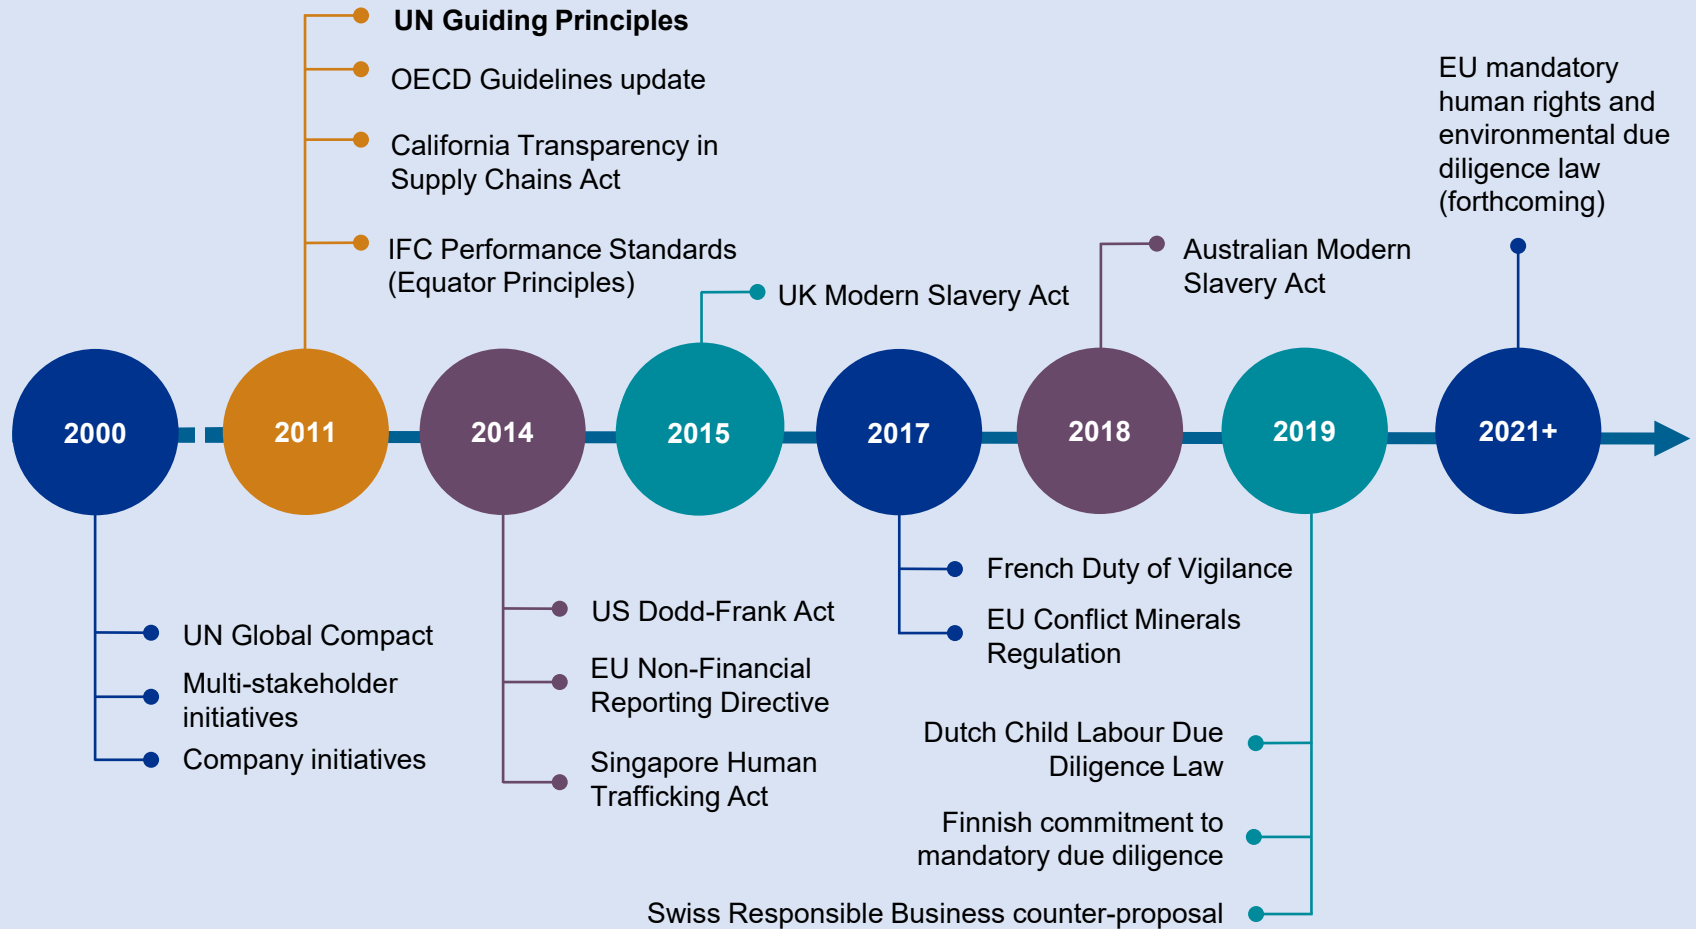 UN Guiding Principles
OECD Guidelines update
California Transparency in
Supply Chains Act
IFC Performance Standards
(Equator Principles)
UK Modern Slavery Act
Australian Modern
Slavery Act
EU mandatory
human rights and
environmental due
diligence law
(forthcoming)
2000
2011
2014
2015
2017
2018
2019
2021+
UN Global Compact
Multi-stakeholder
initiatives
Company initiatives
US Dodd-Frank Act
EU Non-Financial
Reporting Directive
Singapore Human
Trafficking Act
French Duty of Vigilance
EU Conflict Minerals
Regulation
Dutch Child Labour Due
Diligence Law
Finnish commitment to
mandatory due diligence
Swiss Responsible Business counter-proposal